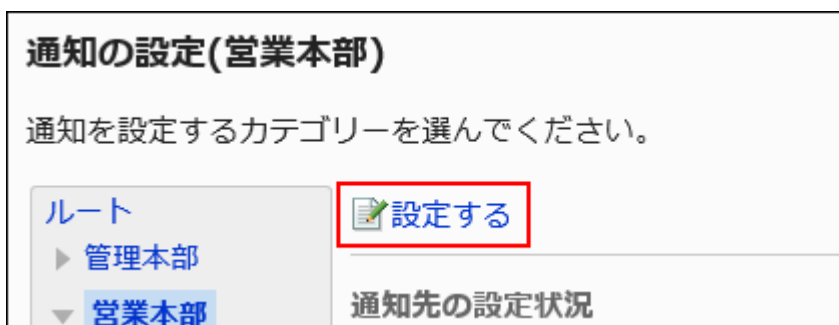 通知の設定(営業本部)
通知を設定するカテゴリーを選んでください。
ルート
管理本部
営業本部
設定する
通知先の設定状況